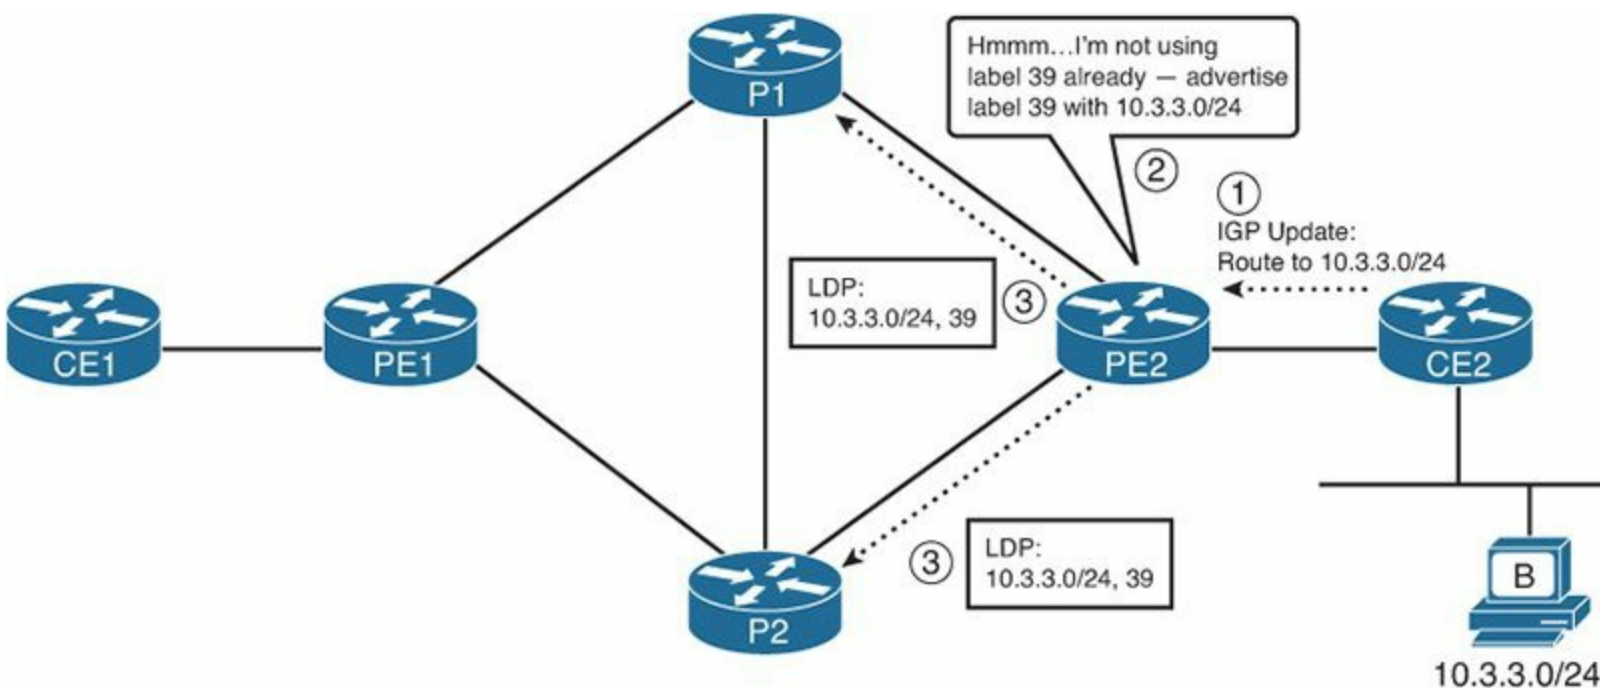 P1
Hmmm...I'm not using
label 39 already — advertise
label 39 with 10.3.3.0/24
2
1
IGP Update:
Route to 10.3.3.0/24
LDP:
10.3.3.0/24, 39
3
CE1
PE1
PE2
CE2
3
LDP:
10.3.3.0/24, 39
P2
B
10.3.3.0/24